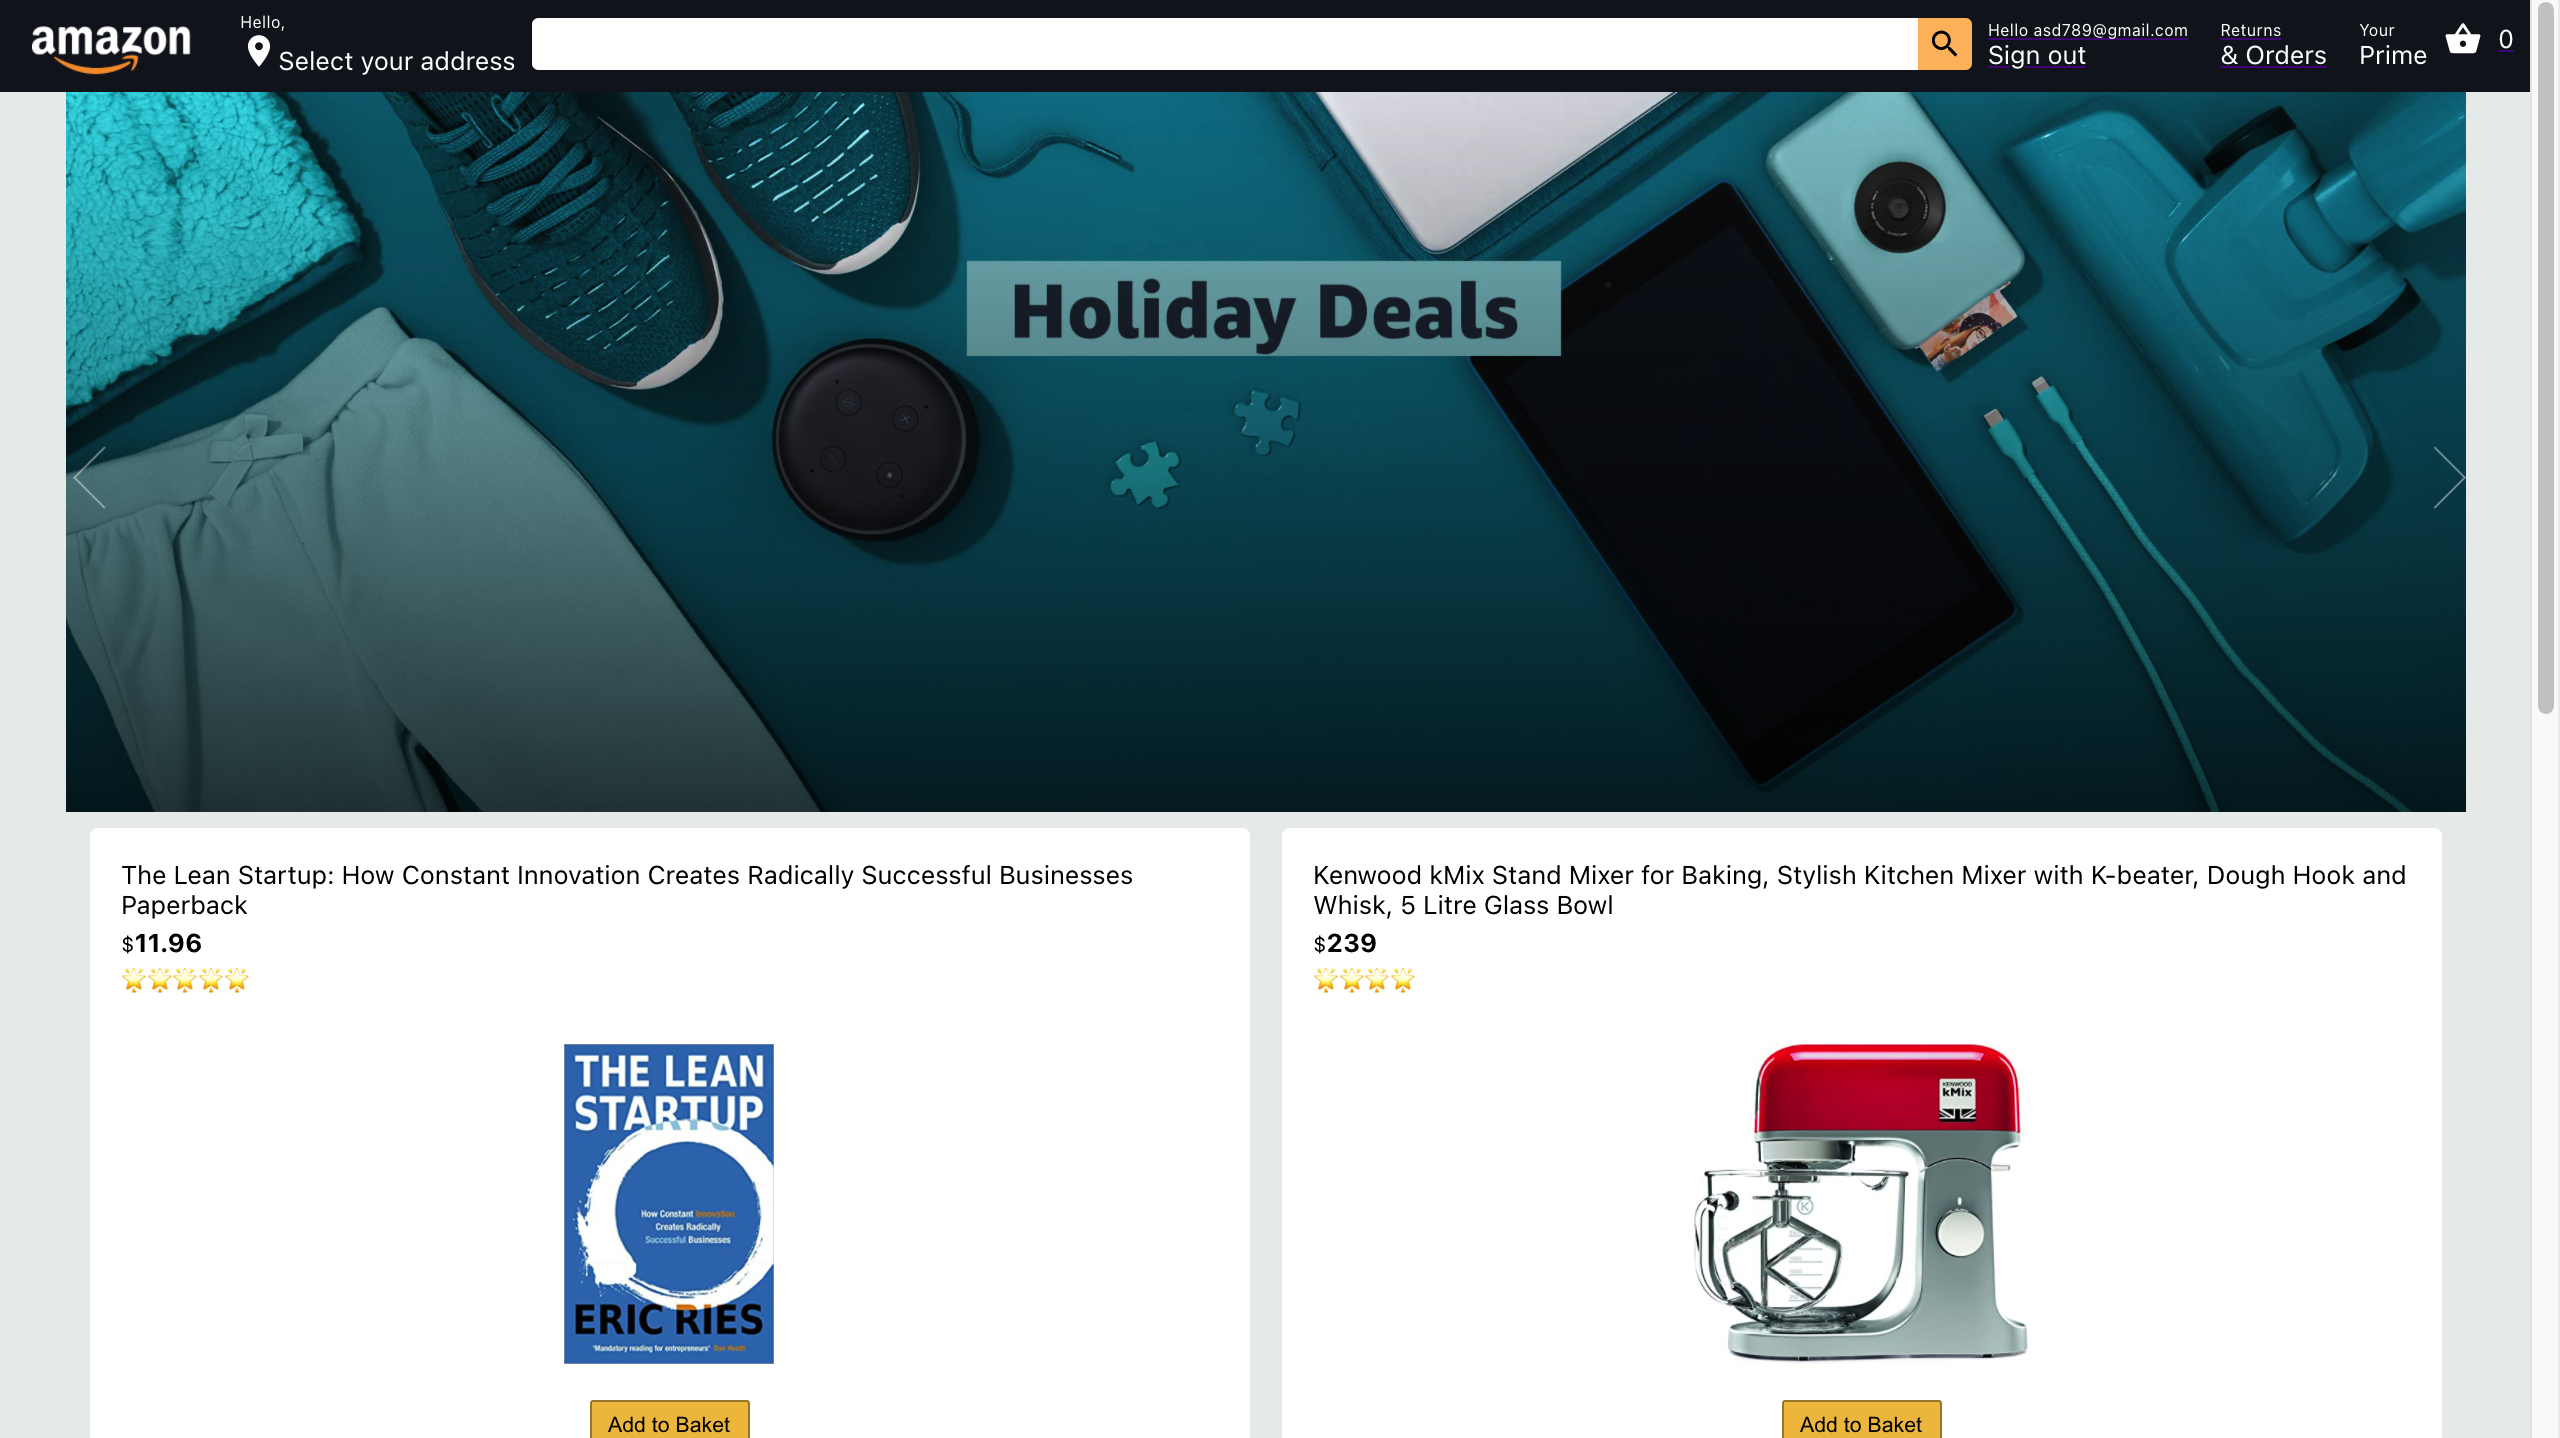 amazon
Hello,
Select your address
Hello asd789@gmail.com
Sign out
Returns
& Orders
Your
Prime
0
Holiday Deals
The Lean Startup: How Constant Innovation Creates Radically Successful Businesses
Paperback
$11.96
THE LEAN
STARTUP
How Constant Innovation
Creates Radically
Successful Businesses
ERIC RIES
'Mandatory reading for entrepreneurs' Dan Heath
Add to Baket
Kenwood kMix Stand Mixer for Baking, Stylish Kitchen Mixer with K-beater, Dough Hook and
Whisk, 5 Litre Glass Bowl
$239
KENWOOD
kMix
K
Add to Baket